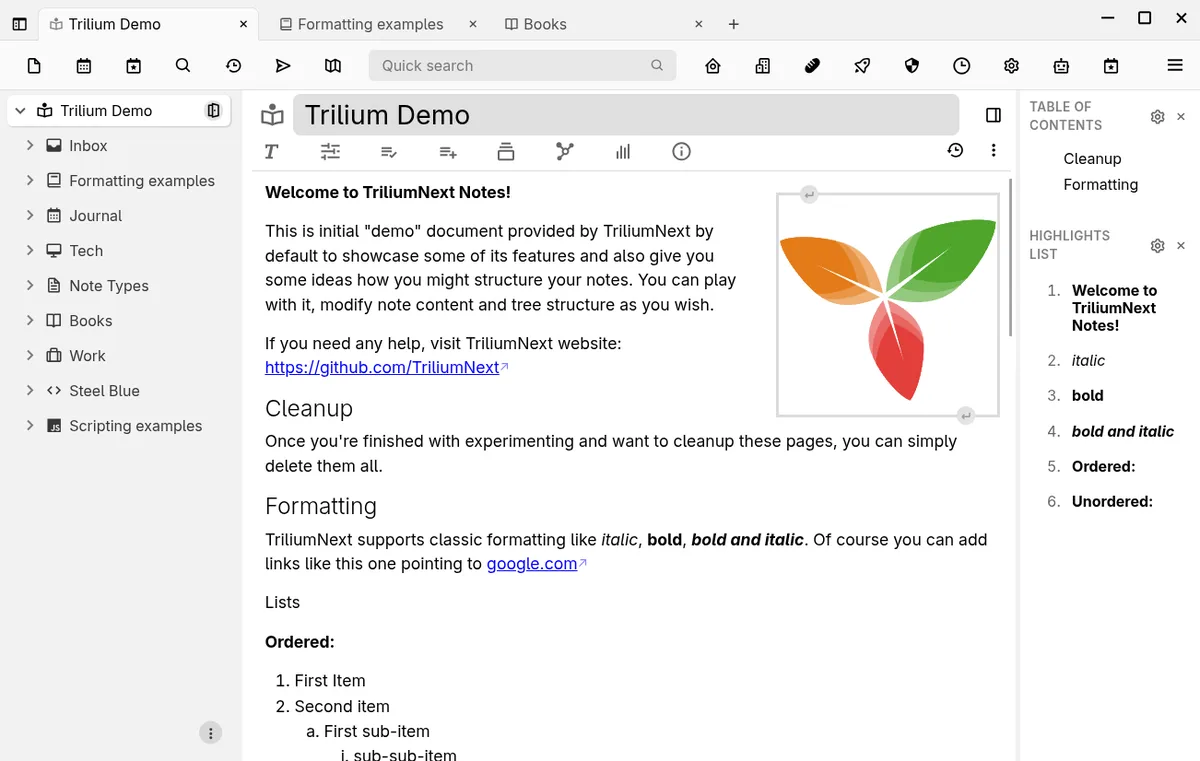 Trilium Demo
Formatting examples
Books
Quick search
Trilium Demo
Inbox
Formatting examples
Journal
Tech
Note Types
Books
Work
Steel Blue
JS Scripting examples
Trilium Demo
Welcome to TriliumNext Notes!
This is initial "demo" document provided by TriliumNext by
default to showcase some of its features and also give you
some ideas how you might structure your notes. You can play
with it, modify note content and tree structure as you wish.
If you need any help, visit TriliumNext website:
https://github.com/TriliumNext
Cleanup
Once you're finished with experimenting and want to cleanup these pages, you can simply
delete them all.
Formatting
TriliumNext supports classic formatting like italic, bold, bold and italic. Of course you can add
links like this one pointing to google.com
Lists
Ordered:
1. First Item
2. Second item
a. First sub-item
i. sub-sub-item
TABLE OF
CONTENTS
Cleanup
Formatting
HIGHLIGHTS
LIST
1. Welcome to
TriliumNext
Notes!
2. italic
3. bold
4. bold and italic
5. Ordered:
6. Unordered: